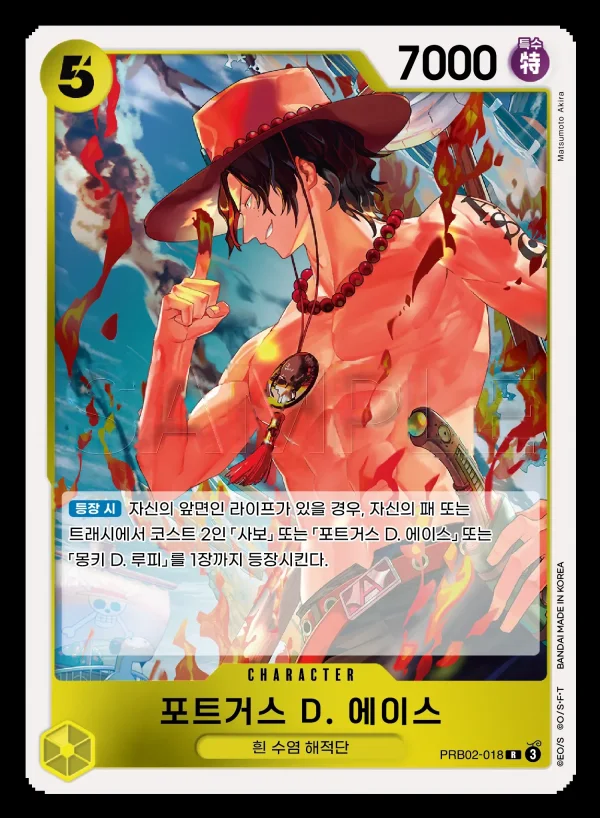 5
7000
특수
特
Matsumoto Akira
SAMPLE
등장 시 자신의 앞면인 라이프가 있을 경우, 자신의 패 또는
트래시에서 코스트 2인 「사보」 또는 「포트거스 D. 에이스」 또는
「몽키 D. 루피」를 1장까지 등장시킨다.
CHARACTER
포트거스 D. 에이스
흰 수염 해적단
PRB02-018 R 3
©EO/S ©O/S·F·T BANDAI MADE IN KOREA